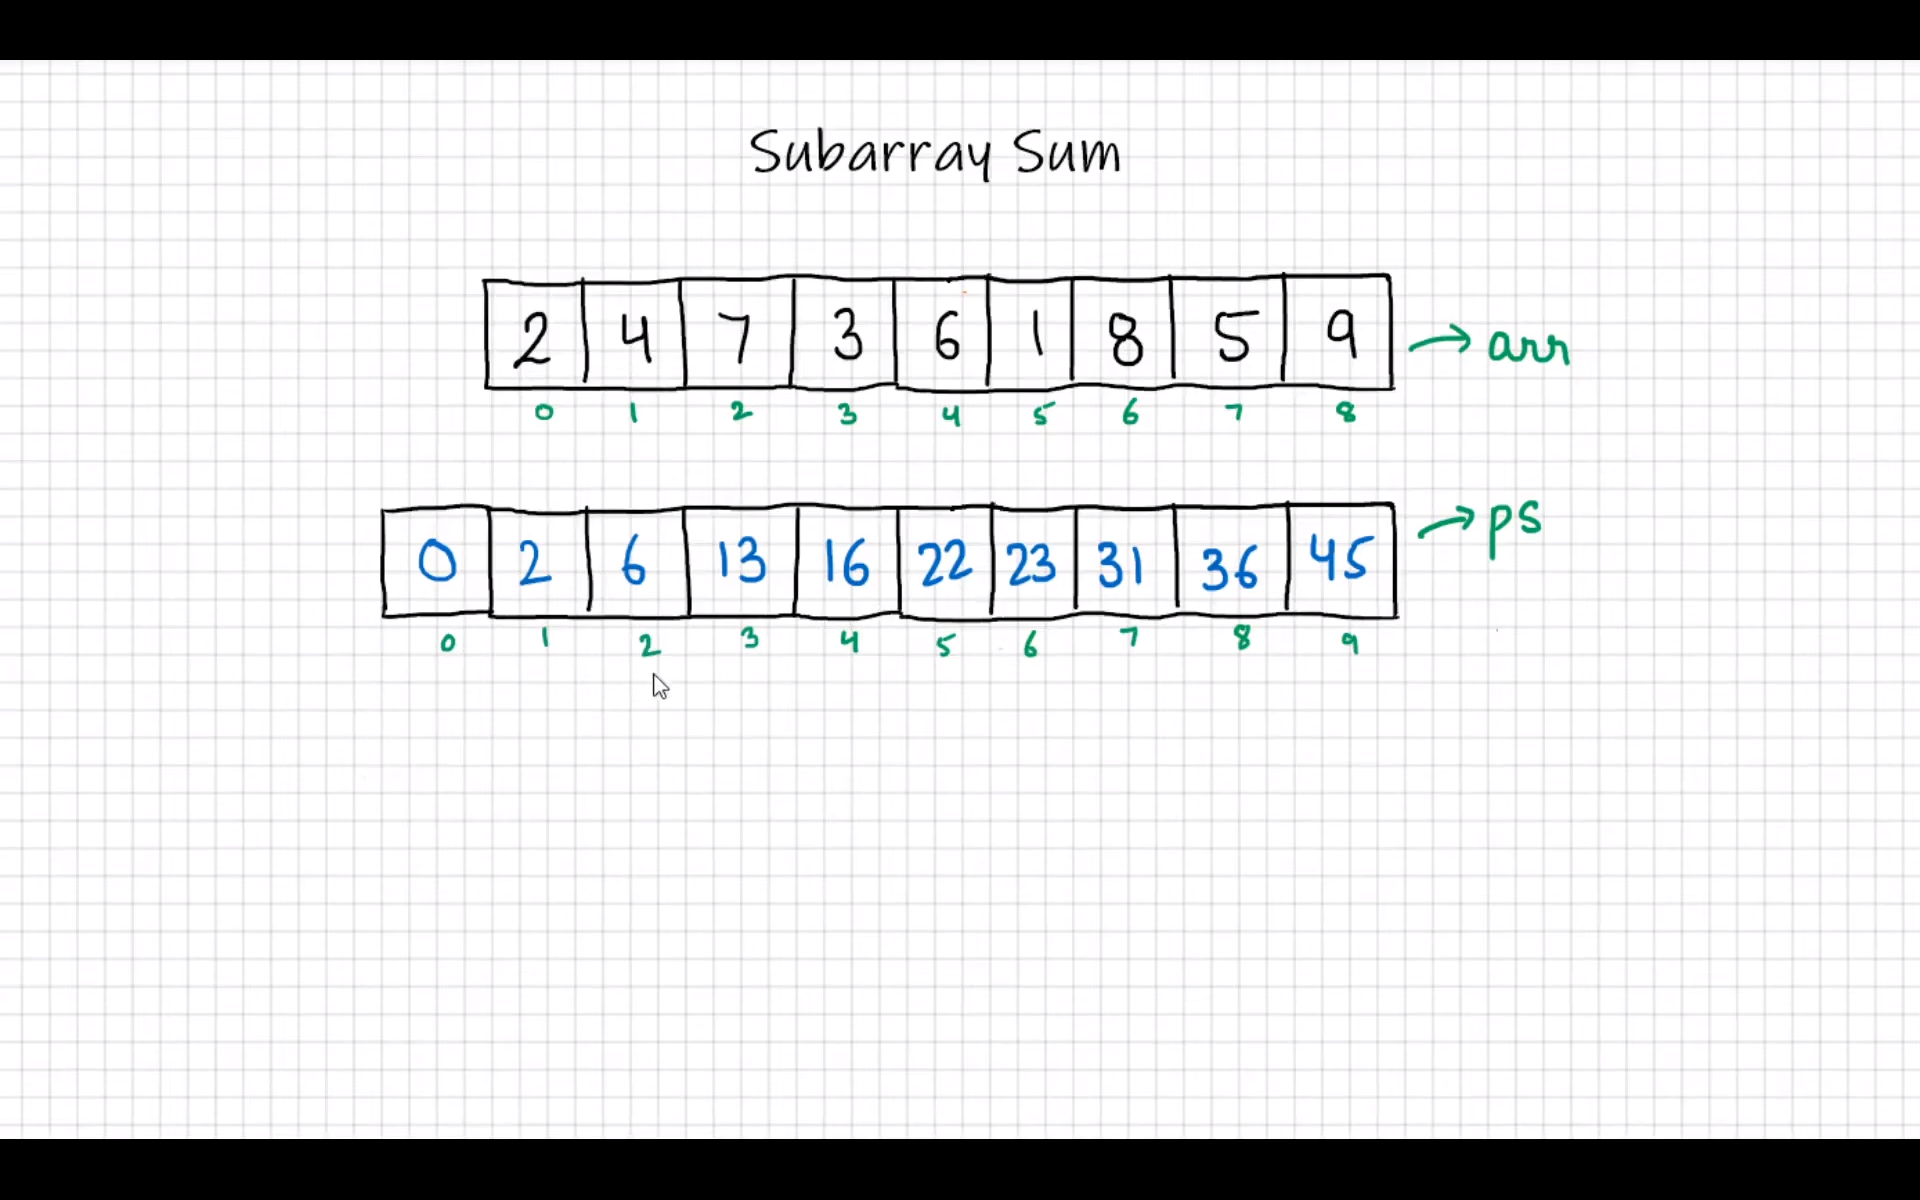 Subarray Sum
2 4 7 3 6 1 8 5 9 → arr
0 1 2 3 4 5 6 7 8
0 2 6 13 16 22 23 31 36 45 → ps
0 1 2 3 4 5 6 7 8 9